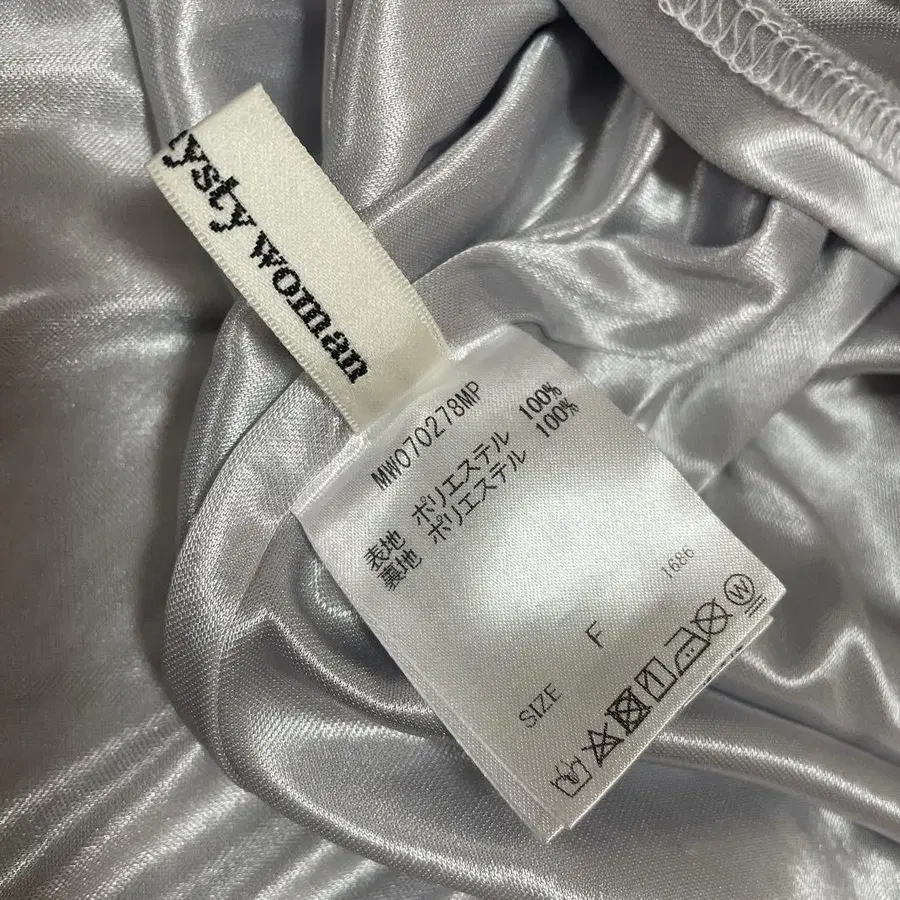 ysty woman
MW070278MP
表地 ポリエステル 100%
裏地 ポリエステル 100%
1686
SIZE F
W